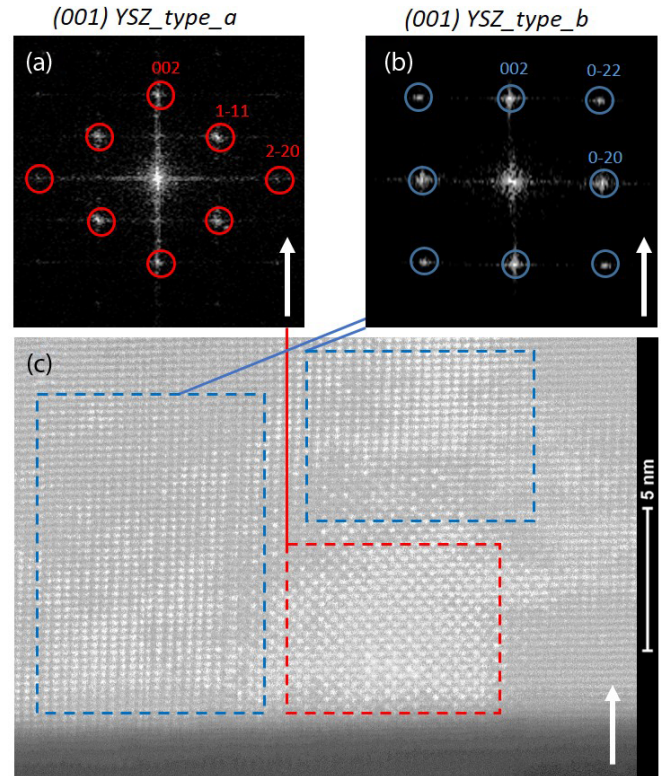 (001) YSZ_type_a
(001) YSZ_type_b
(a)
002
1-11
2-20
(b)
002
0-22
0-20
(c)
5 nm